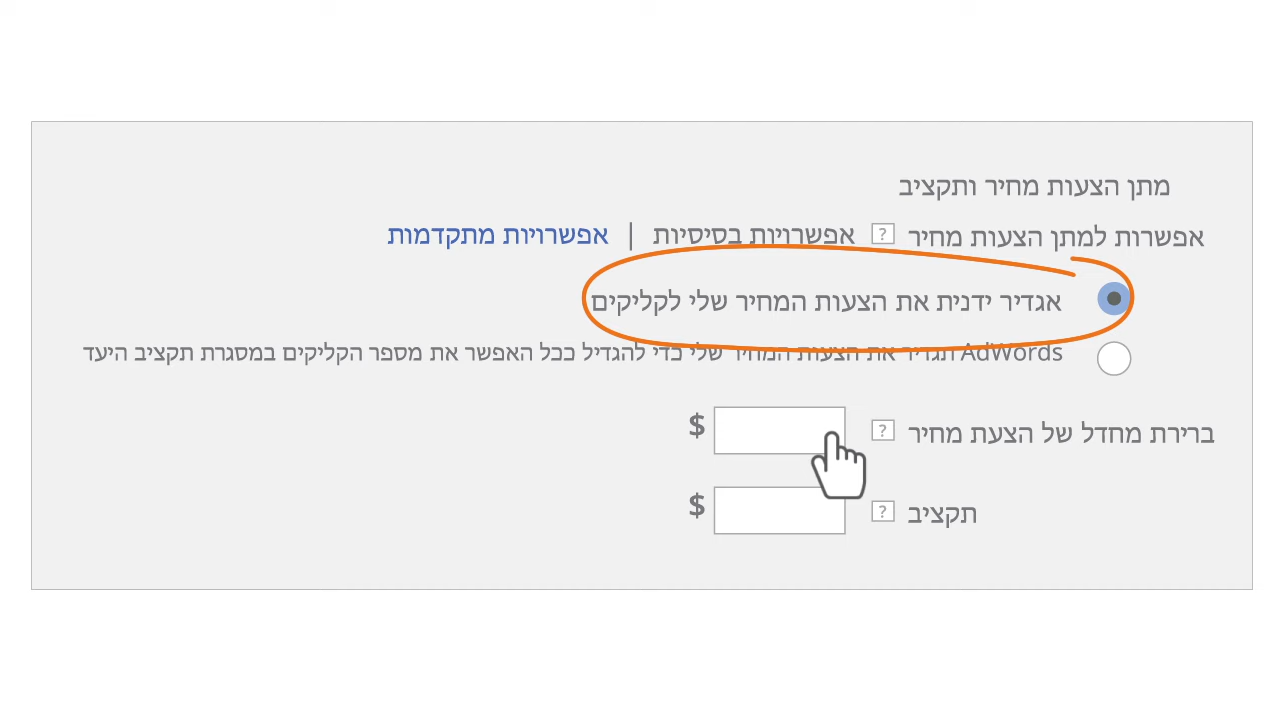 מתן הצעות מחיר ותקציב
אפשרות למתן הצעות מחיר ? אפשרויות בסיסיות | אפשרויות מתקדמות
אגדיר ידנית את הצעות המחיר שלי לקליקים
AdWords תגדיר את הצעות המחיר שלי כדי להגדיל ככל האפשר את מספר הקליקים במסגרת תקציב היעד
ברירת מחדל של הצעת מחיר ? $
תקציב ? $